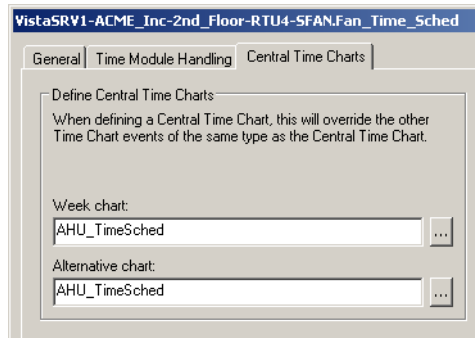 VistaSRV1-ACME_Inc-2nd_Floor-RTU4-SFAN.Fan_Time_Sched
General
Time Module Handling
Central Time Charts
Define Central Time Charts
When defining a Central Time Chart, this will override the other
Time Chart events of the same type as the Central Time Chart.
Week chart:
AHU_TimeSched
...
Alternative chart:
AHU_TimeSched
...